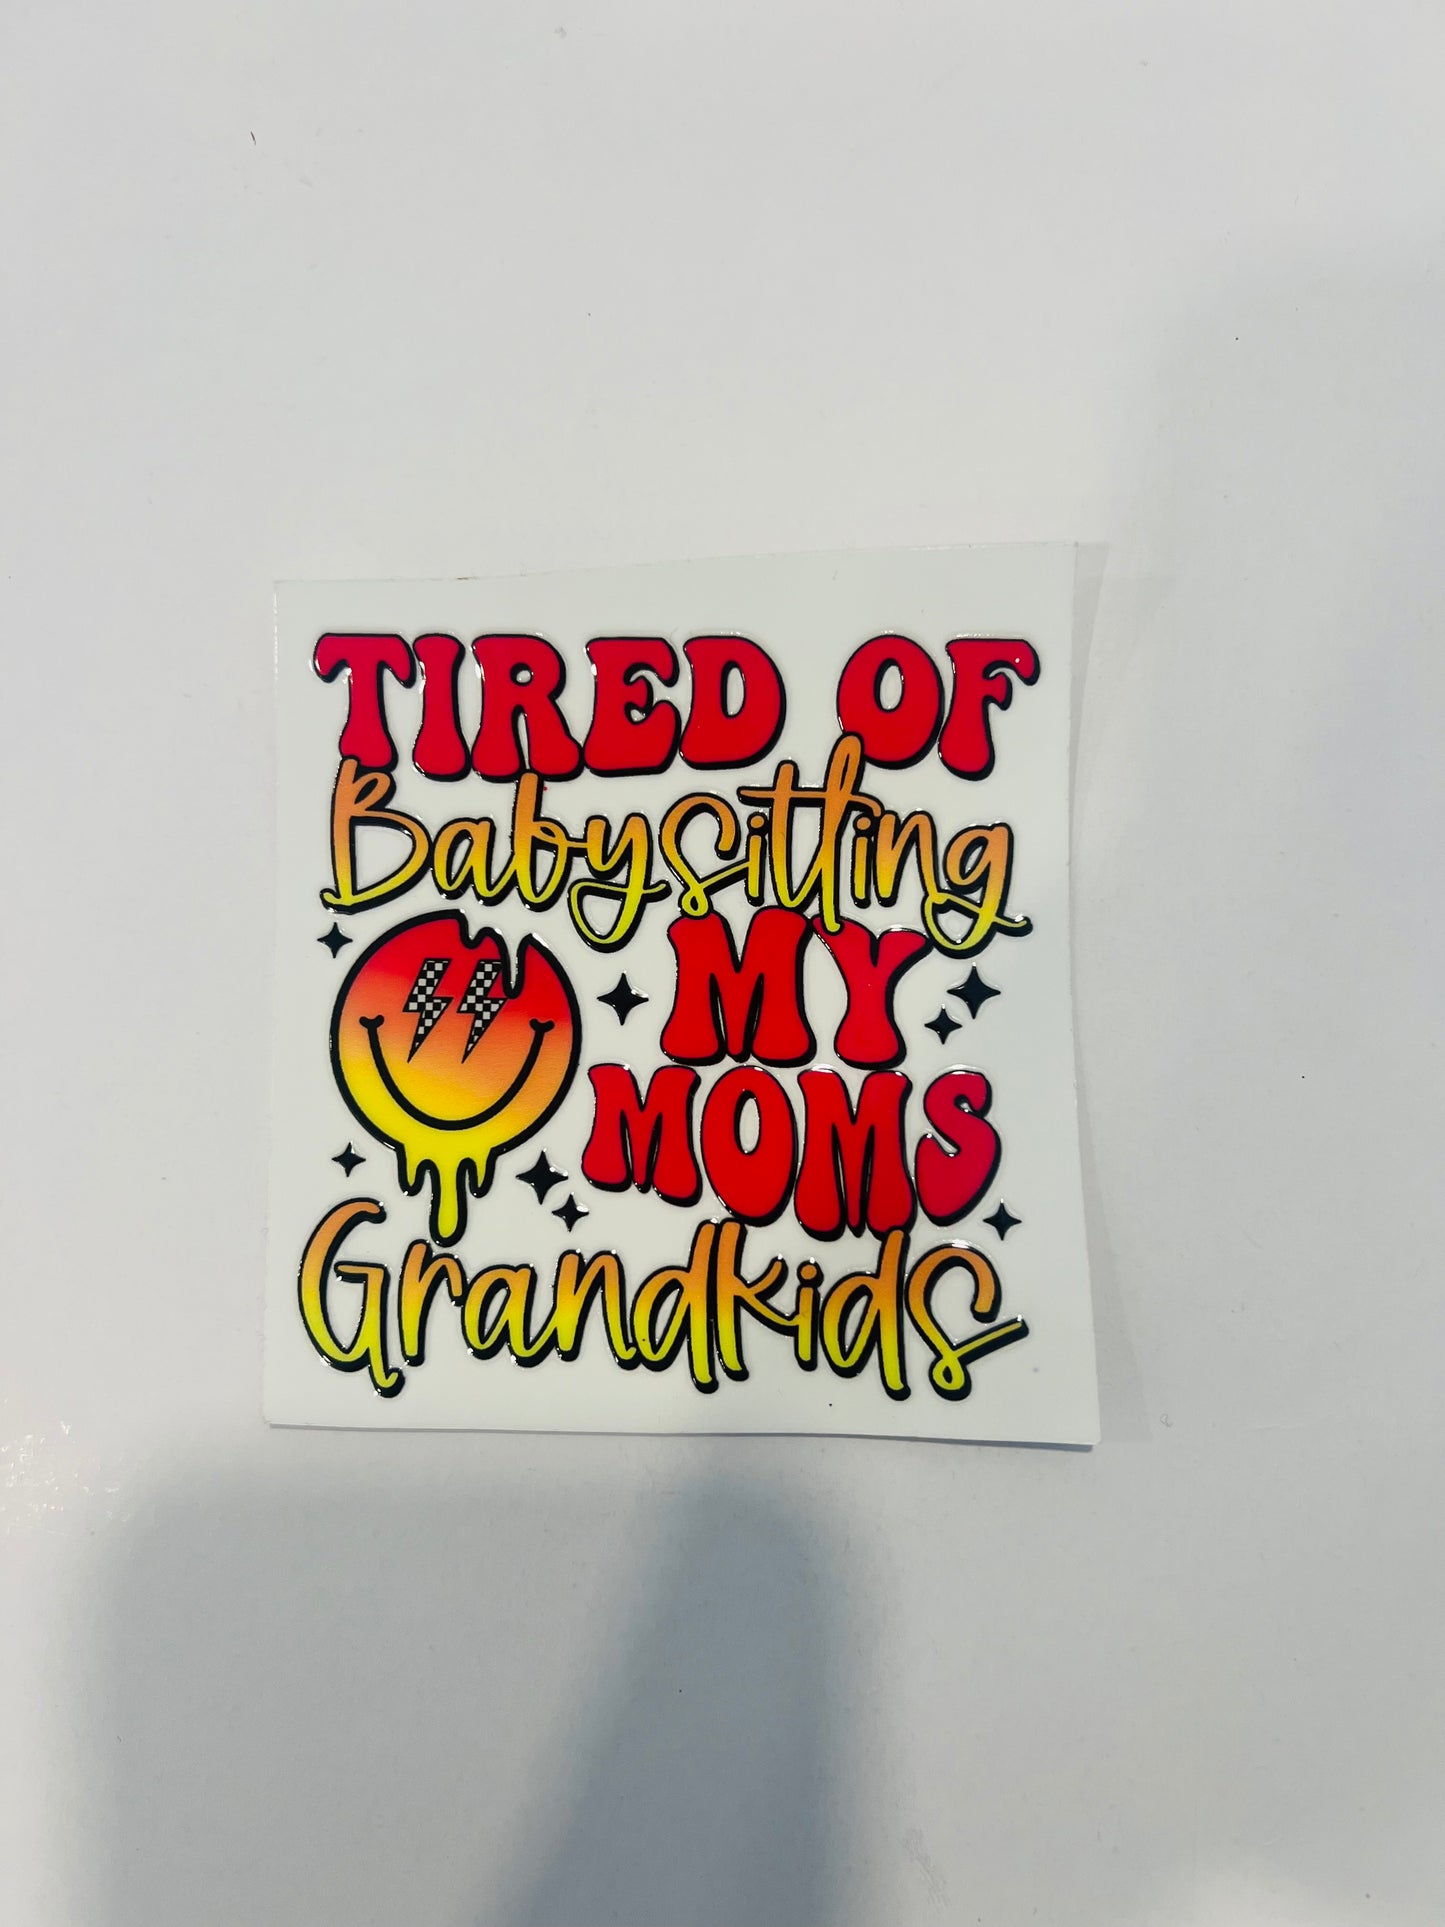 TIRED OF
Babysitting
MY
MOMS
Grandkids